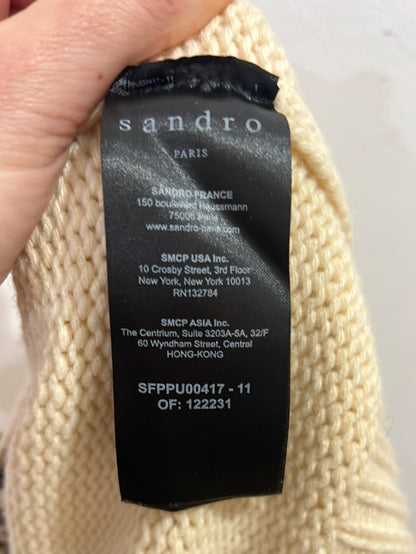 00417 - 11
sandro
PARIS
SANDRO FRANCE
150 boulevard Haussmann
75008 Paris
www.sandro-paris.com
SMCP USA Inc.
10 Crosby Street, 3rd Floor
New York, New York 10013
RN132784
SMCP ASIA Inc.
The Centrium, Suite 3203A-5A, 32/F
60 Wyndham Street, Central
HONG-KONG
SFPPU00417 - 11
OF: 122231